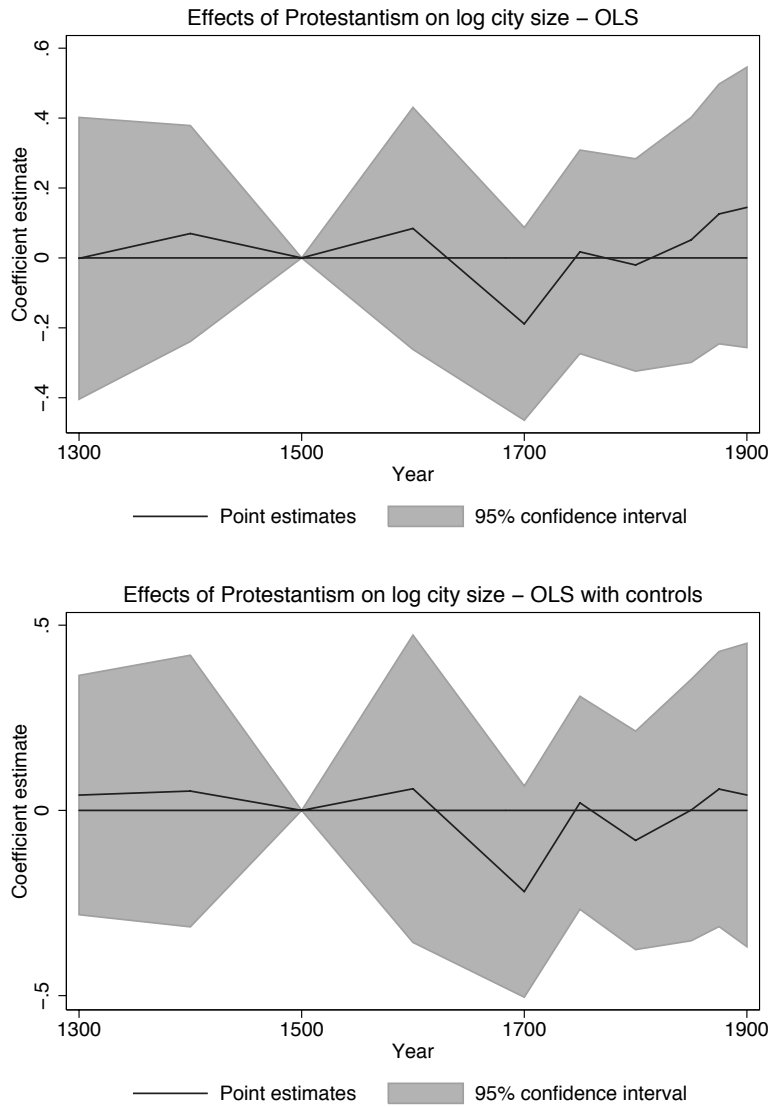 Effects of Protestantism on log city size – OLS
Coefficient estimate
.6
.4
.2
0
–.2
–.4
1300 1500 1700 1900
Year
Point estimates 95% confidence interval
Effects of Protestantism on log city size – OLS with controls
Coefficient estimate
.5
0
–.5
1300 1500 1700 1900
Year
Point estimates 95% confidence interval